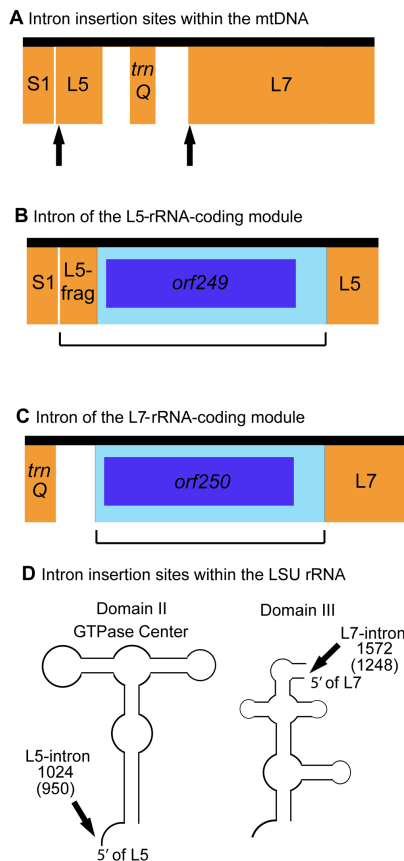 A Intron insertion sites within the mtDNA
S1 L5 trn Q L7
B Intron of the L5-rRNA-coding module
S1 L5-frag orf249 L5
C Intron of the L7-rRNA-coding module
trn Q orf250 L7
D Intron insertion sites within the LSU rRNA
Domain II
GTPase Center
Domain III
L7-intron
1572
(1248)
5′ of L7
L5-intron
1024
(950)
5′ of L5